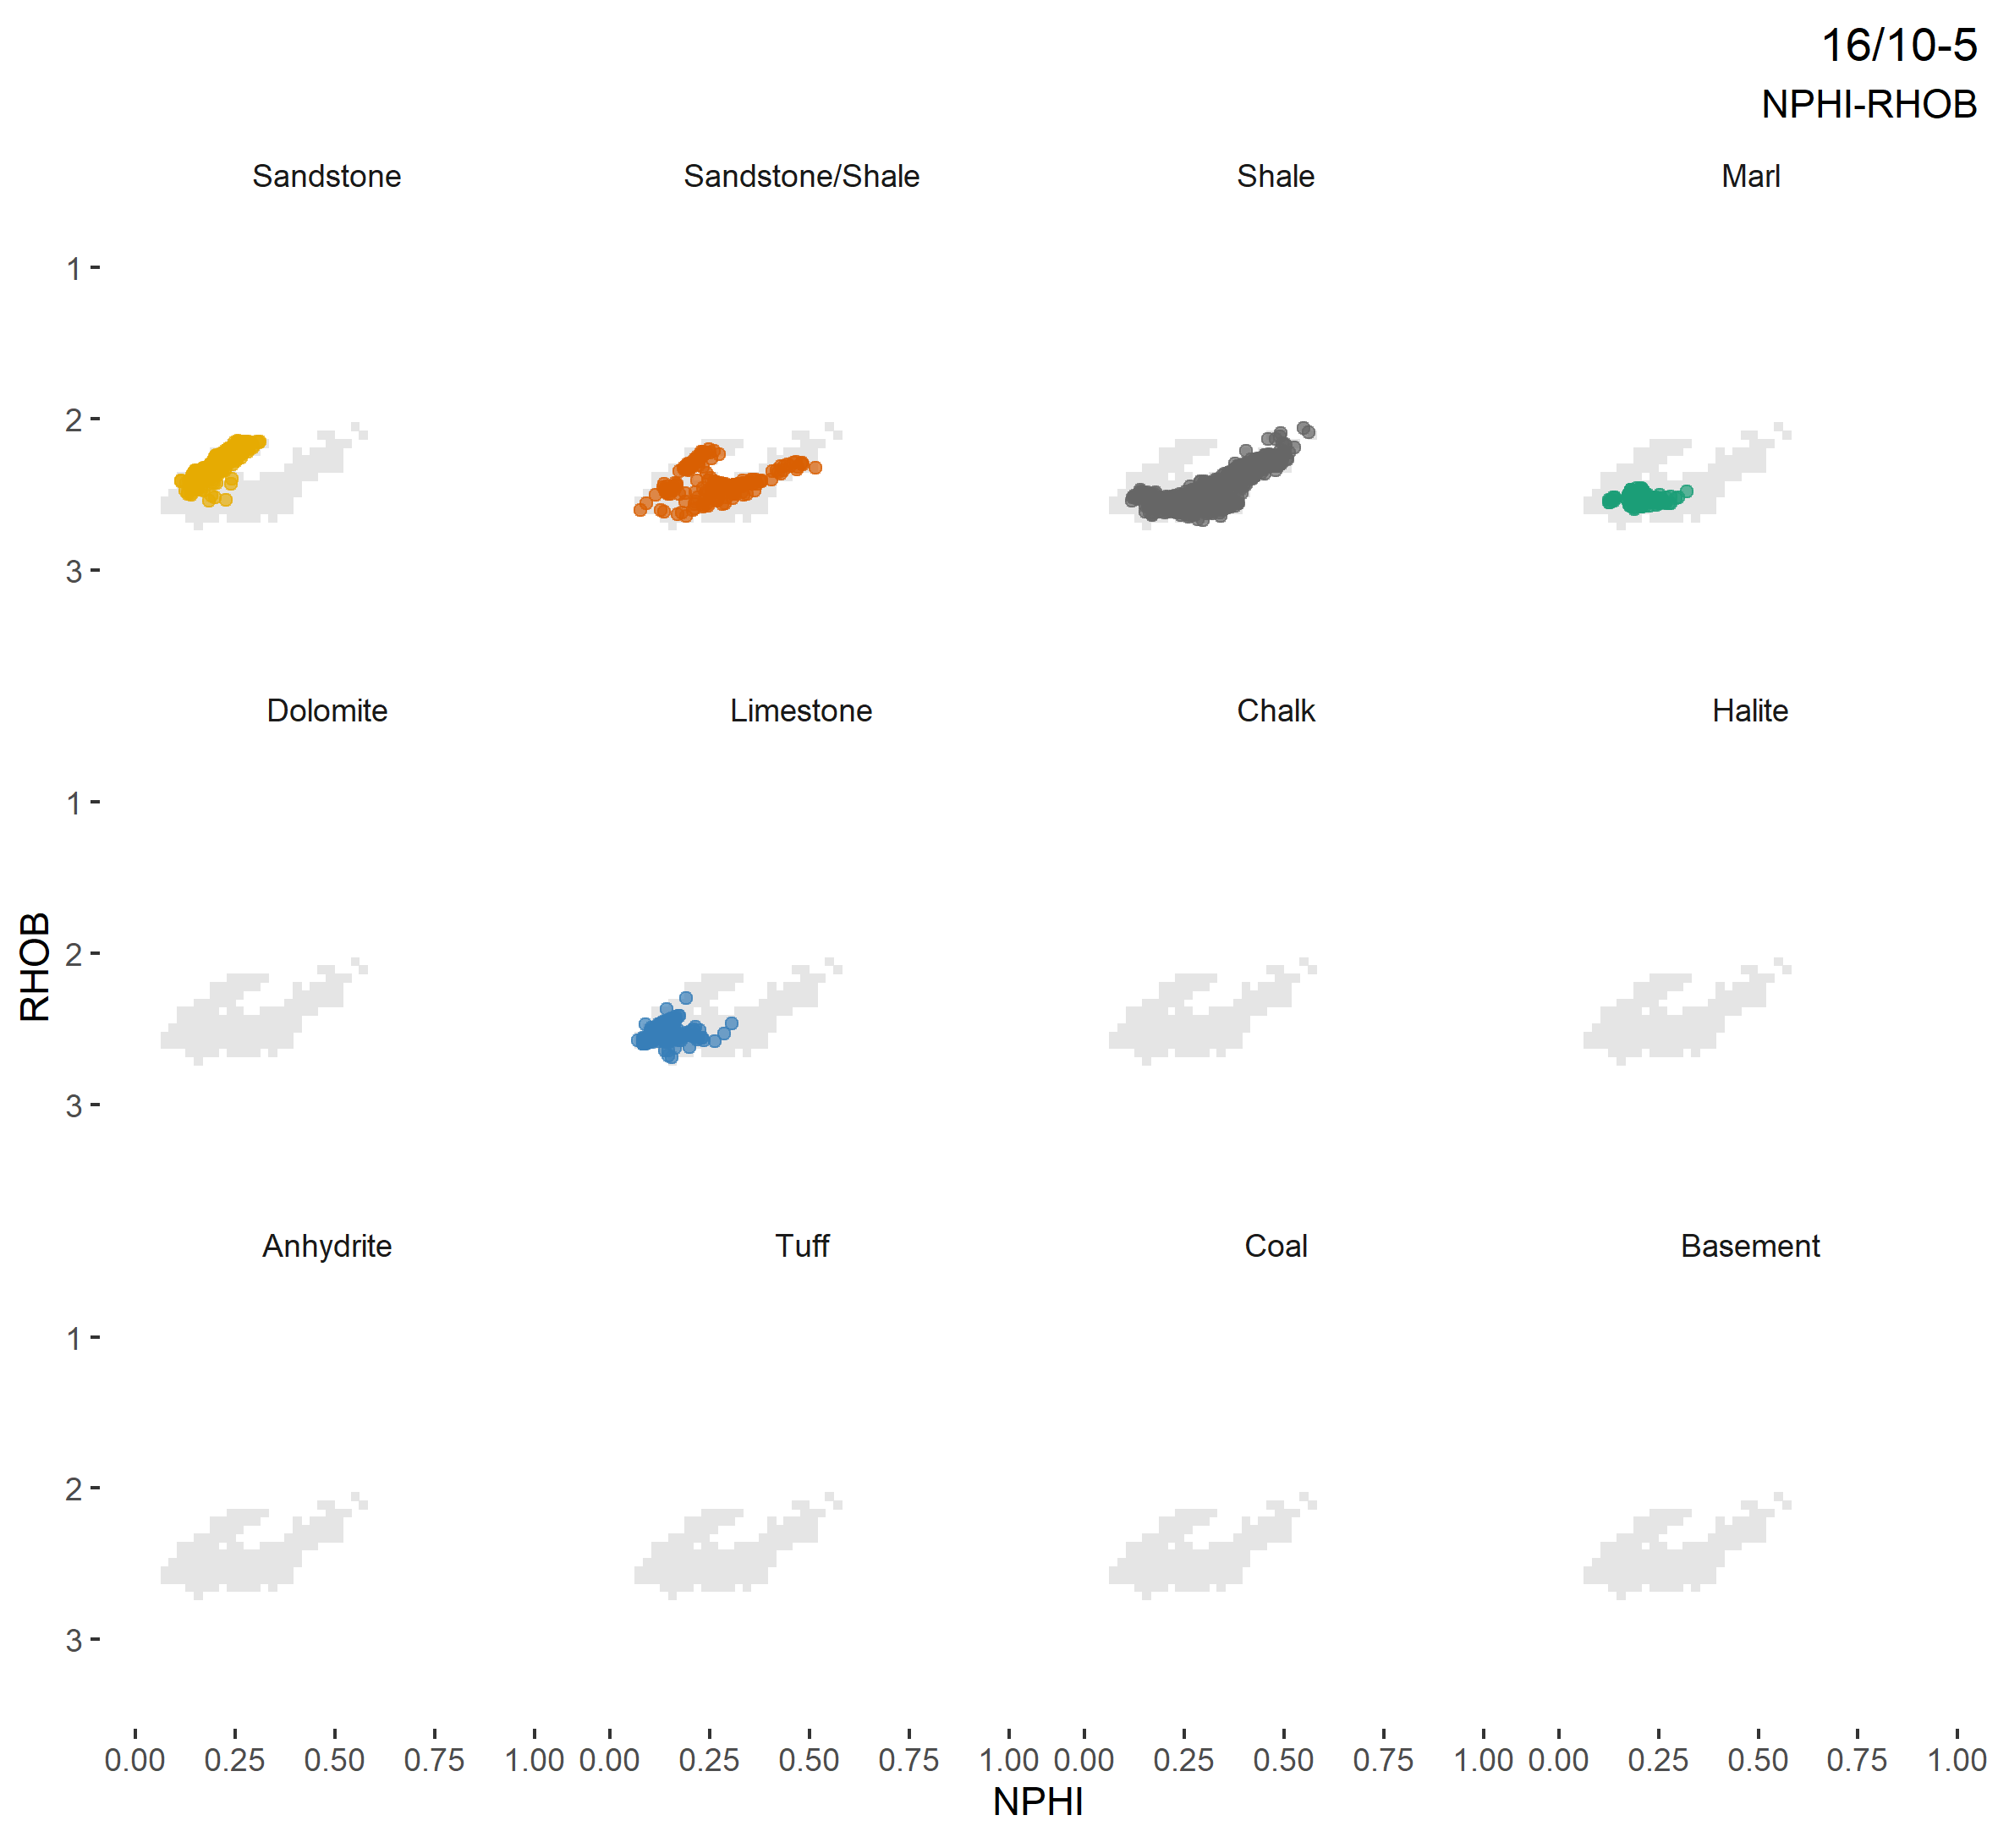 16/10-5
NPHI-RHOB
Sandstone Sandstone/Shale Shale Marl
1
2
3
Dolomite Limestone Chalk Halite
1
2
3
RHOB
Anhydrite Tuff Coal Basement
1
2
3
0.00 0.25 0.50 0.75 1.00 0.00 0.25 0.50 0.75 1.00 0.00 0.25 0.50 0.75 1.00 0.00 0.25 0.50 0.75 1.00
NPHI